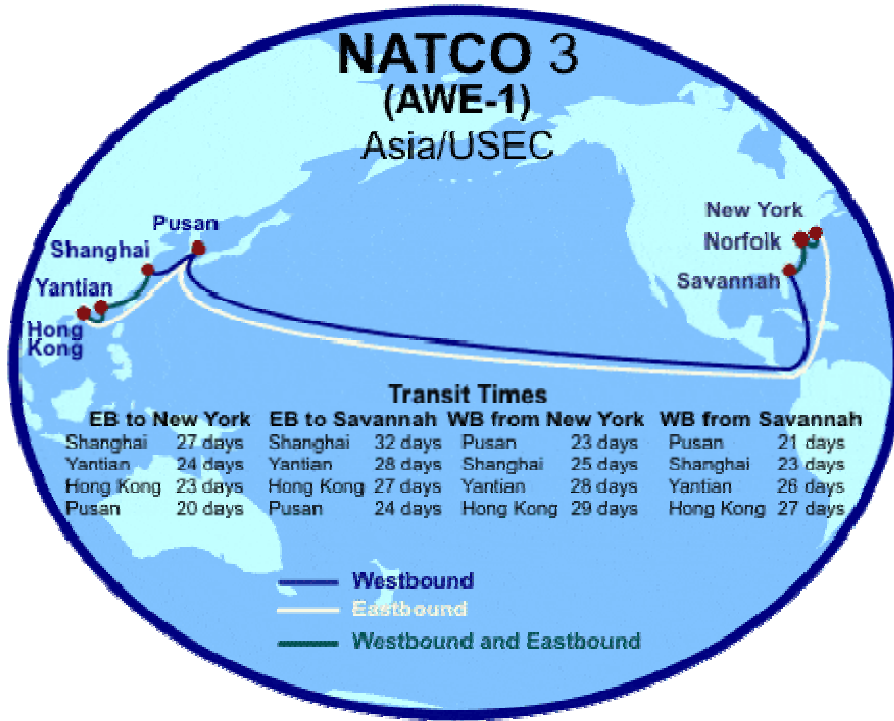 NATCO 3
(AWE-1)
Asia/USEC
Pusan
Shanghai
Yantian
Hong
Kong
New York
Norfolk
Savannah
Transit Times
EB to New York EB to Savannah WB from New York WB from Savannah
Shanghai 27 days Shanghai 32 days Pusan 23 days Pusan 21 days
Yantian 24 days Yantian 28 days Shanghai 25 days Shanghai 23 days
Hong Kong 23 days Hong Kong 27 days Yantian 28 days Yantian 26 days
Pusan 20 days Pusan 24 days Hong Kong 29 days Hong Kong 27 days
Westbound
Eastbound
Westbound and Eastbound